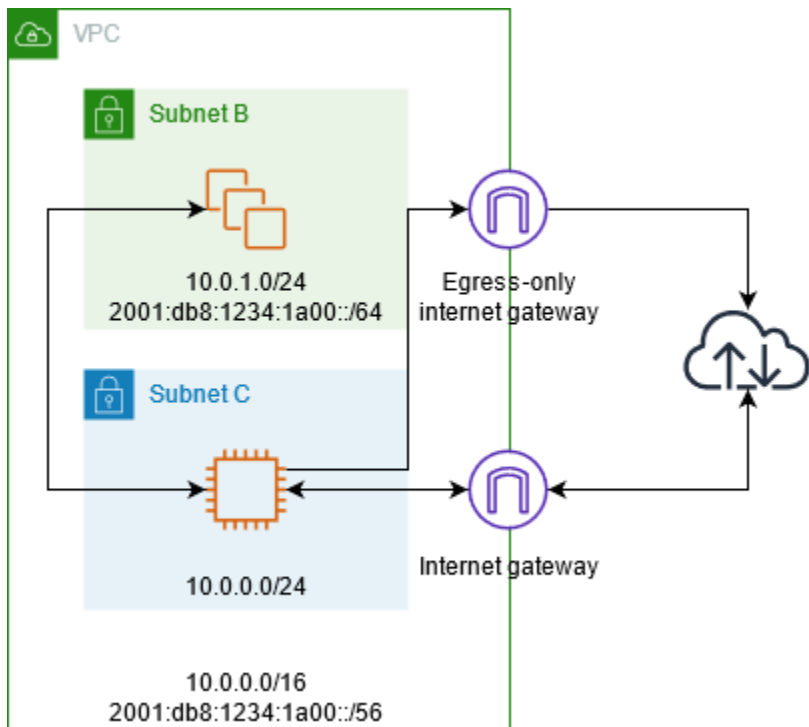 VPC
Subnet B
10.0.1.0/24
2001:db8:1234:1a00::/64
Egress-only
internet gateway
Subnet C
10.0.0.0/24
Internet gateway
10.0.0.0/16
2001:db8:1234:1a00::/56